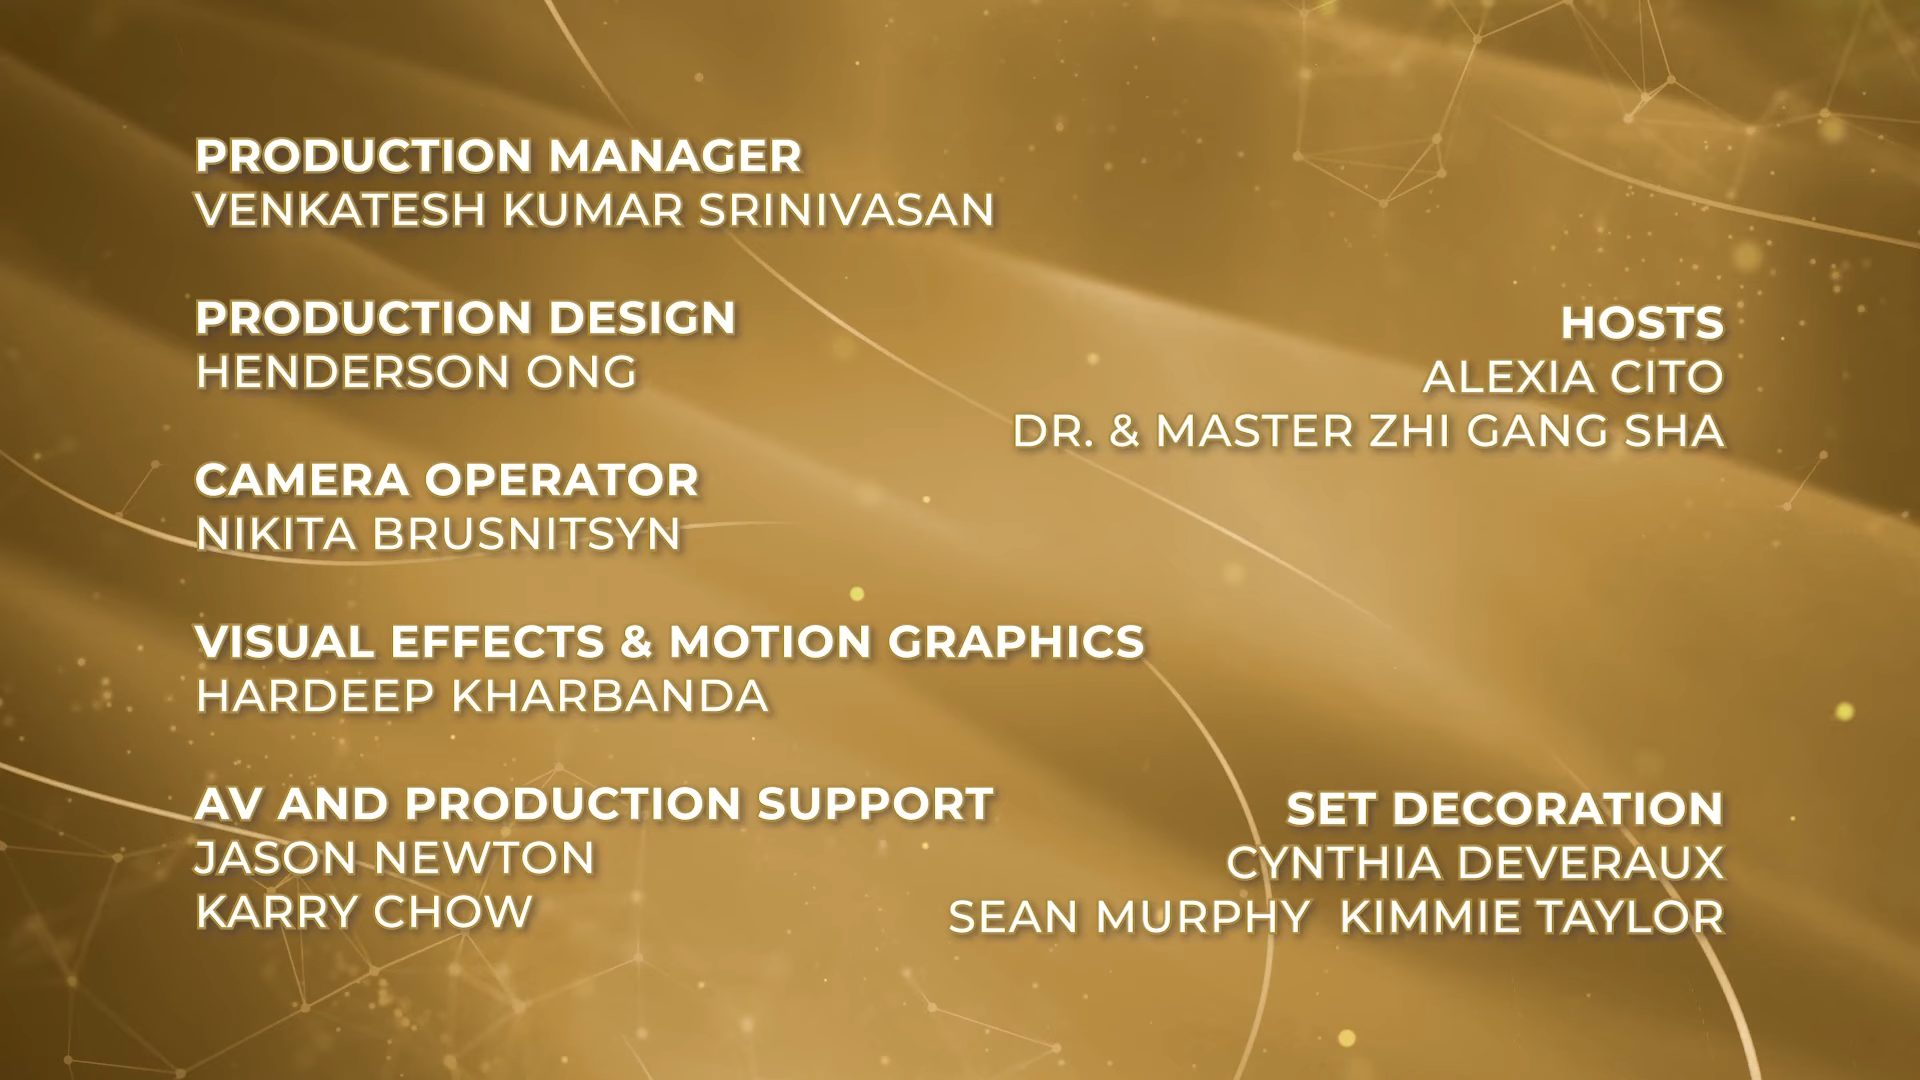 PRODUCTION MANAGER
VENKATESH KUMAR SRINIVASAN
PRODUCTION DESIGN
HENDERSON ONG
CAMERA OPERATOR
NIKITA BRUSNITSYN
VISUAL EFFECTS & MOTION GRAPHICS
HARDEEP KHARBANDA
AV AND PRODUCTION SUPPORT
JASON NEWTON
KARRY CHOW
HOSTS
ALEXIA CITO
DR. & MASTER ZHI GANG SHA
SET DECORATION
CYNTHIA DEVERAUX
SEAN MURPHY  KIMMIE TAYLOR